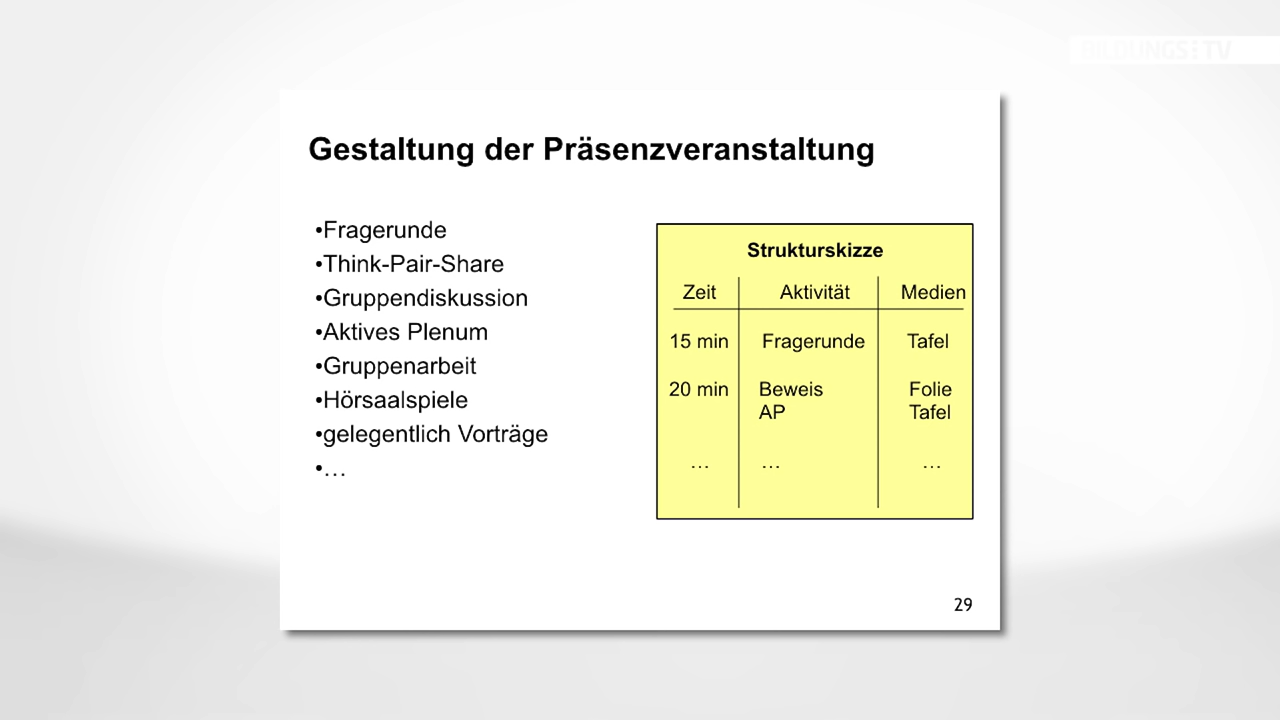 BILDUNGS:TV
Gestaltung der Präsenzveranstaltung
•Fragerunde
•Think-Pair-Share
•Gruppendiskussion
•Aktives Plenum
•Gruppenarbeit
•Hörsaalspiele
•gelegentlich Vorträge
•…
Strukturskizze
Zeit Aktivität Medien
15 min Fragerunde Tafel
20 min Beweis Folie
AP Tafel
… … …
29